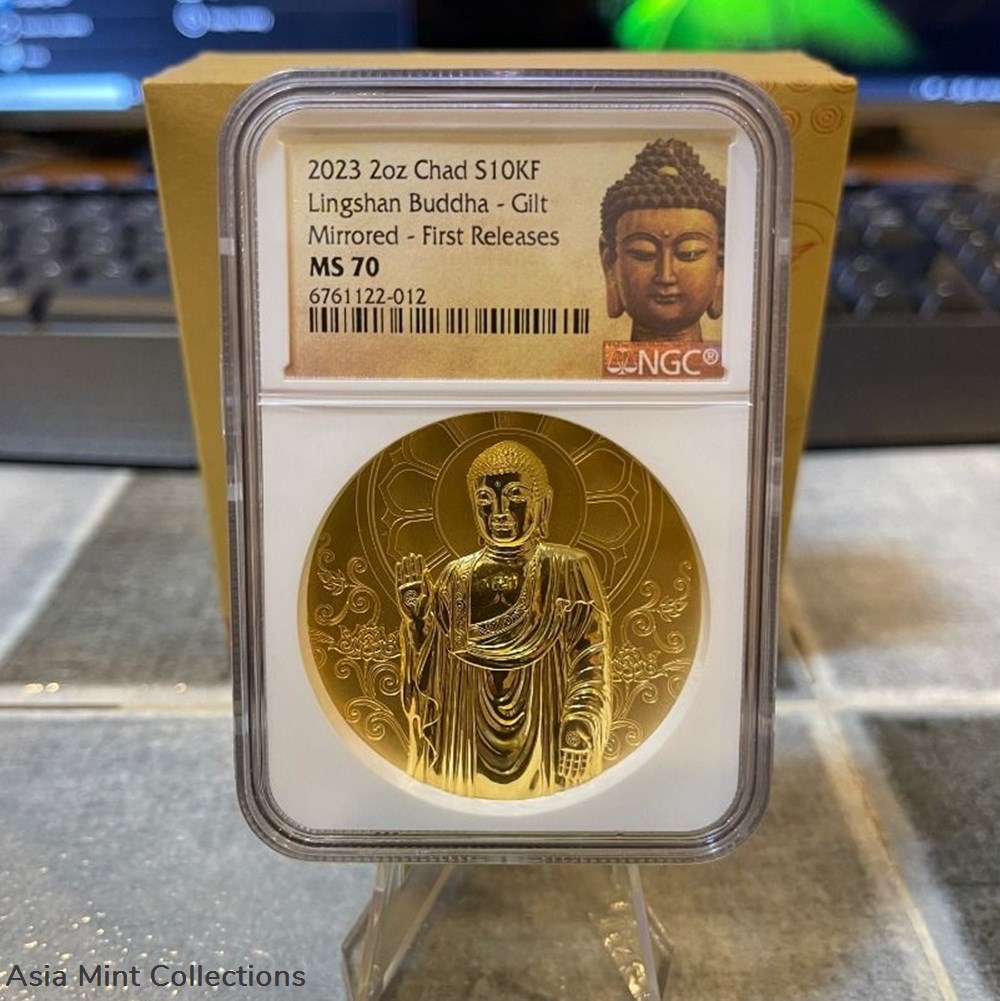 2023 2oz Chad S10KF
Lingshan Buddha - Gilt
Mirrored - First Releases
MS 70
6761122-012
NGC®
Asia Mint Collections